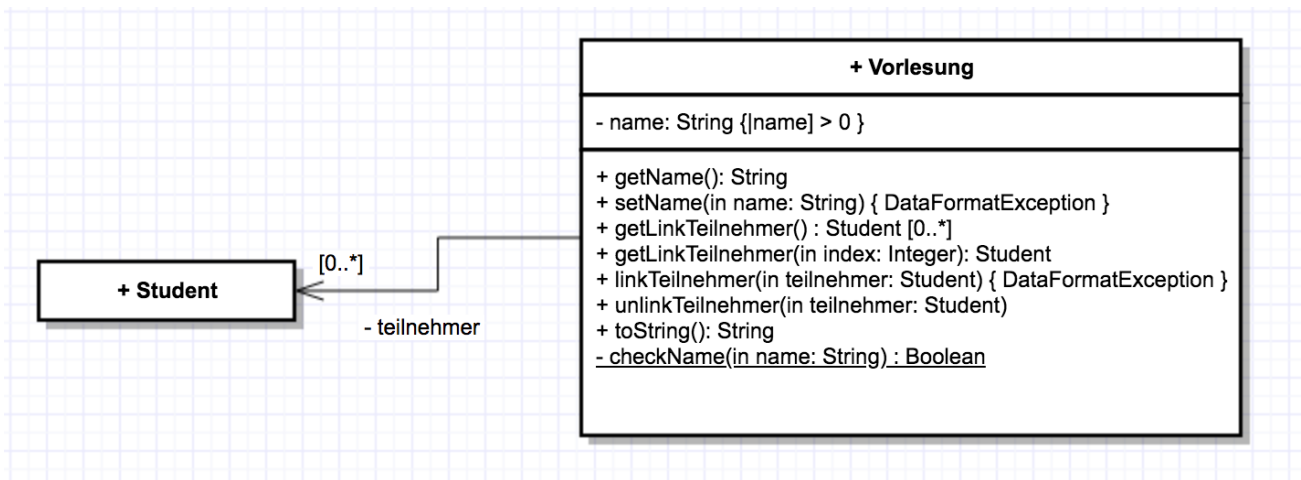 + Vorlesung
- name: String {|name] > 0 }
+ getName(): String
+ setName(in name: String) { DataFormatException }
+ getLinkTeilnehmer() : Student [0..*]
+ getLinkTeilnehmer(in index: Integer): Student
+ linkTeilnehmer(in teilnehmer: Student) { DataFormatException }
+ unlinkTeilnehmer(in teilnehmer: Student)
+ toString(): String
- checkName(in name: String) : Boolean
[0..*]
+ Student
- teilnehmer